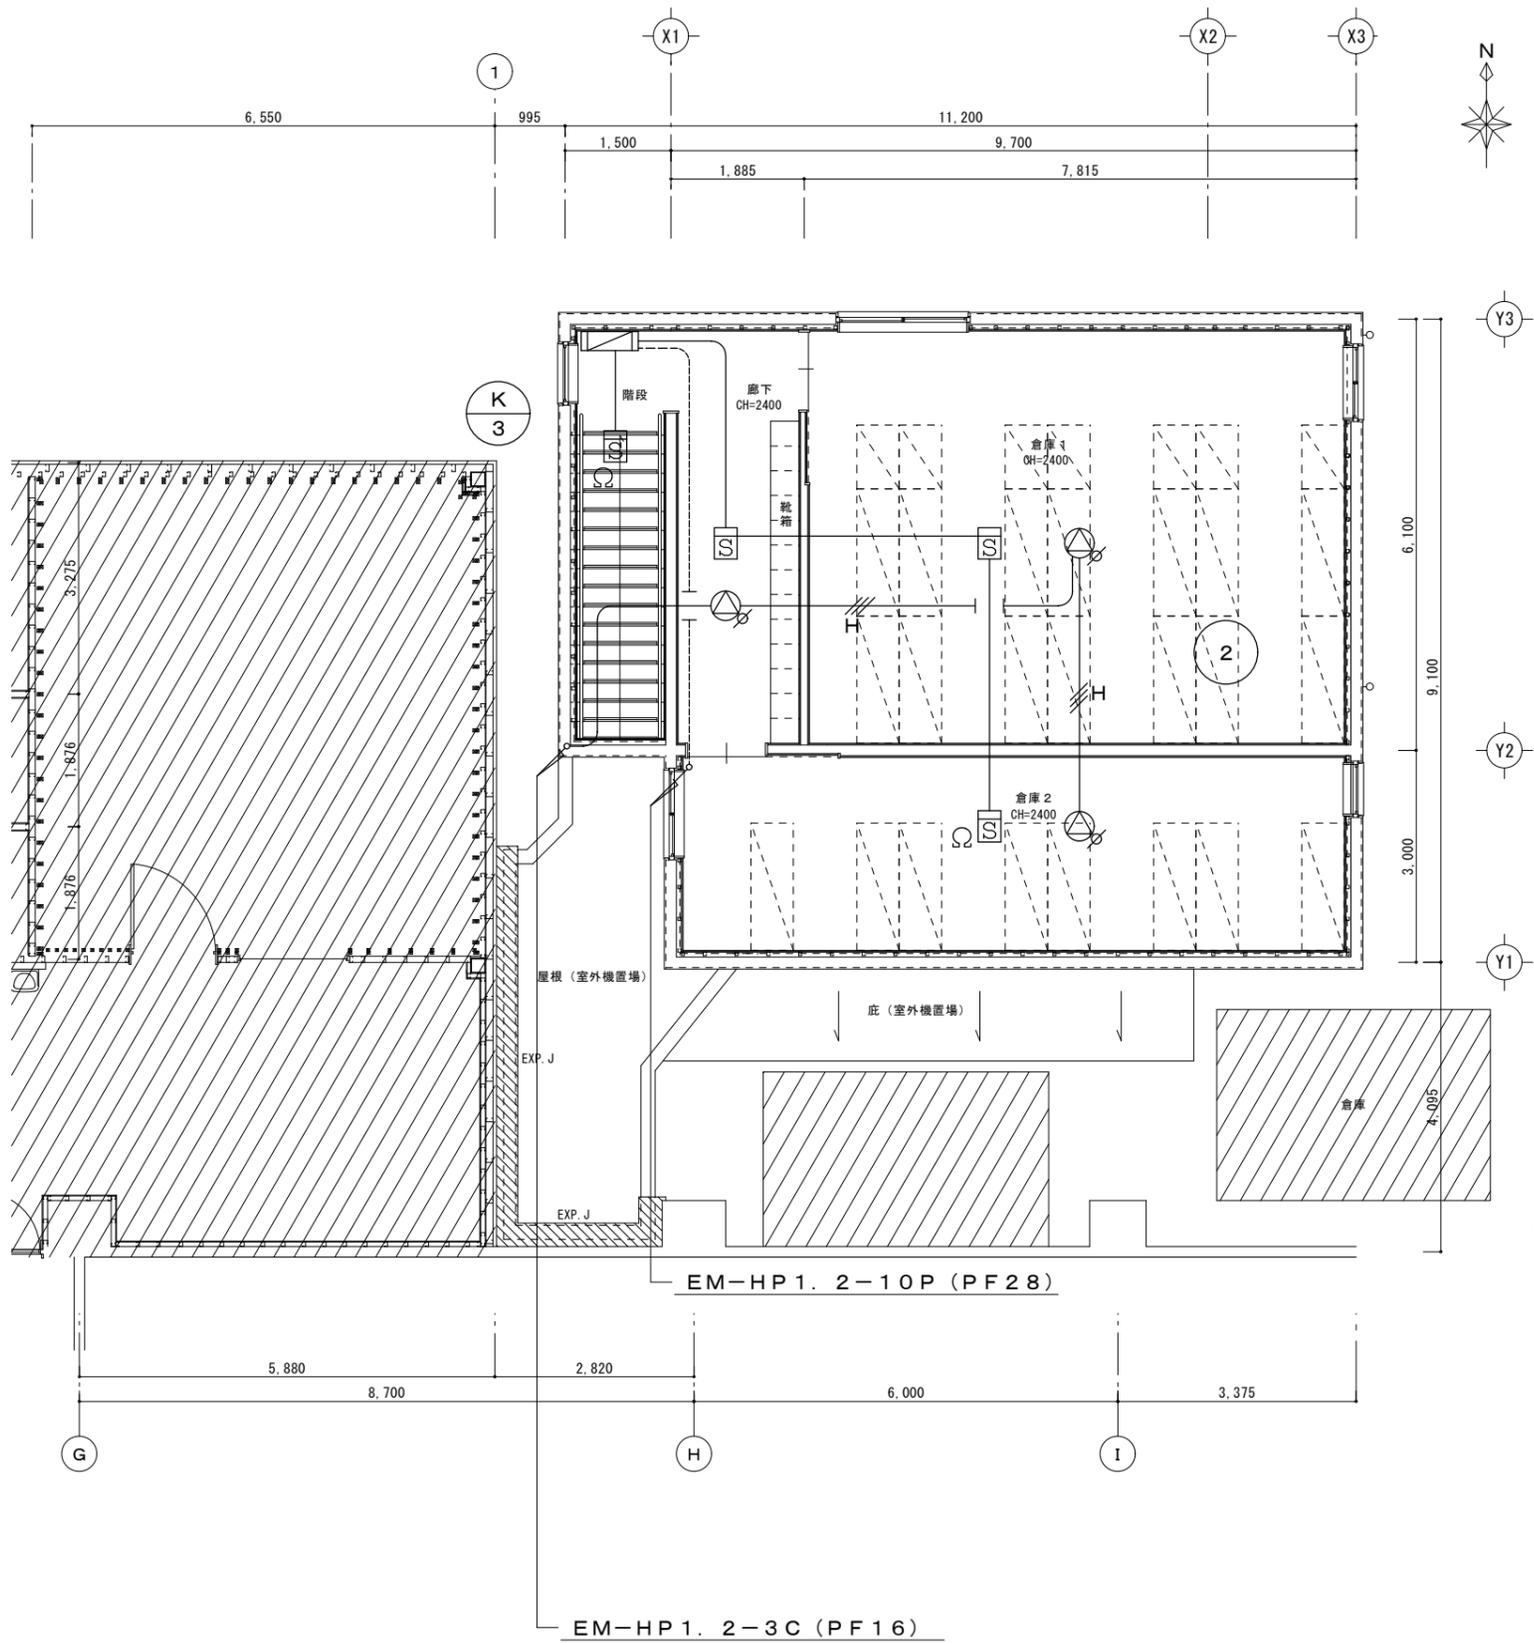 X1
X2
X3
N
1
6,550
995
11,200
1,500
9,700
1,885
7,815
Y3
階段
廊下
CH=2400
K
3
倉庫1
CH=2400
S
Ω
靴箱
S
S
6,100
3,275
H
2
9,100
H
Y2
1,876
倉庫2
CH=2400
Ω
S
3,000
1,876
屋根（室外機置場）
Y1
庇（室外機置場）
EXP.J
倉庫
4,095
EXP.J
EM-HP1.2-10P（PF28）
5,880
2,820
8,700
6,000
3,375
G
H
I
EM-HP1.2-3C（PF16）